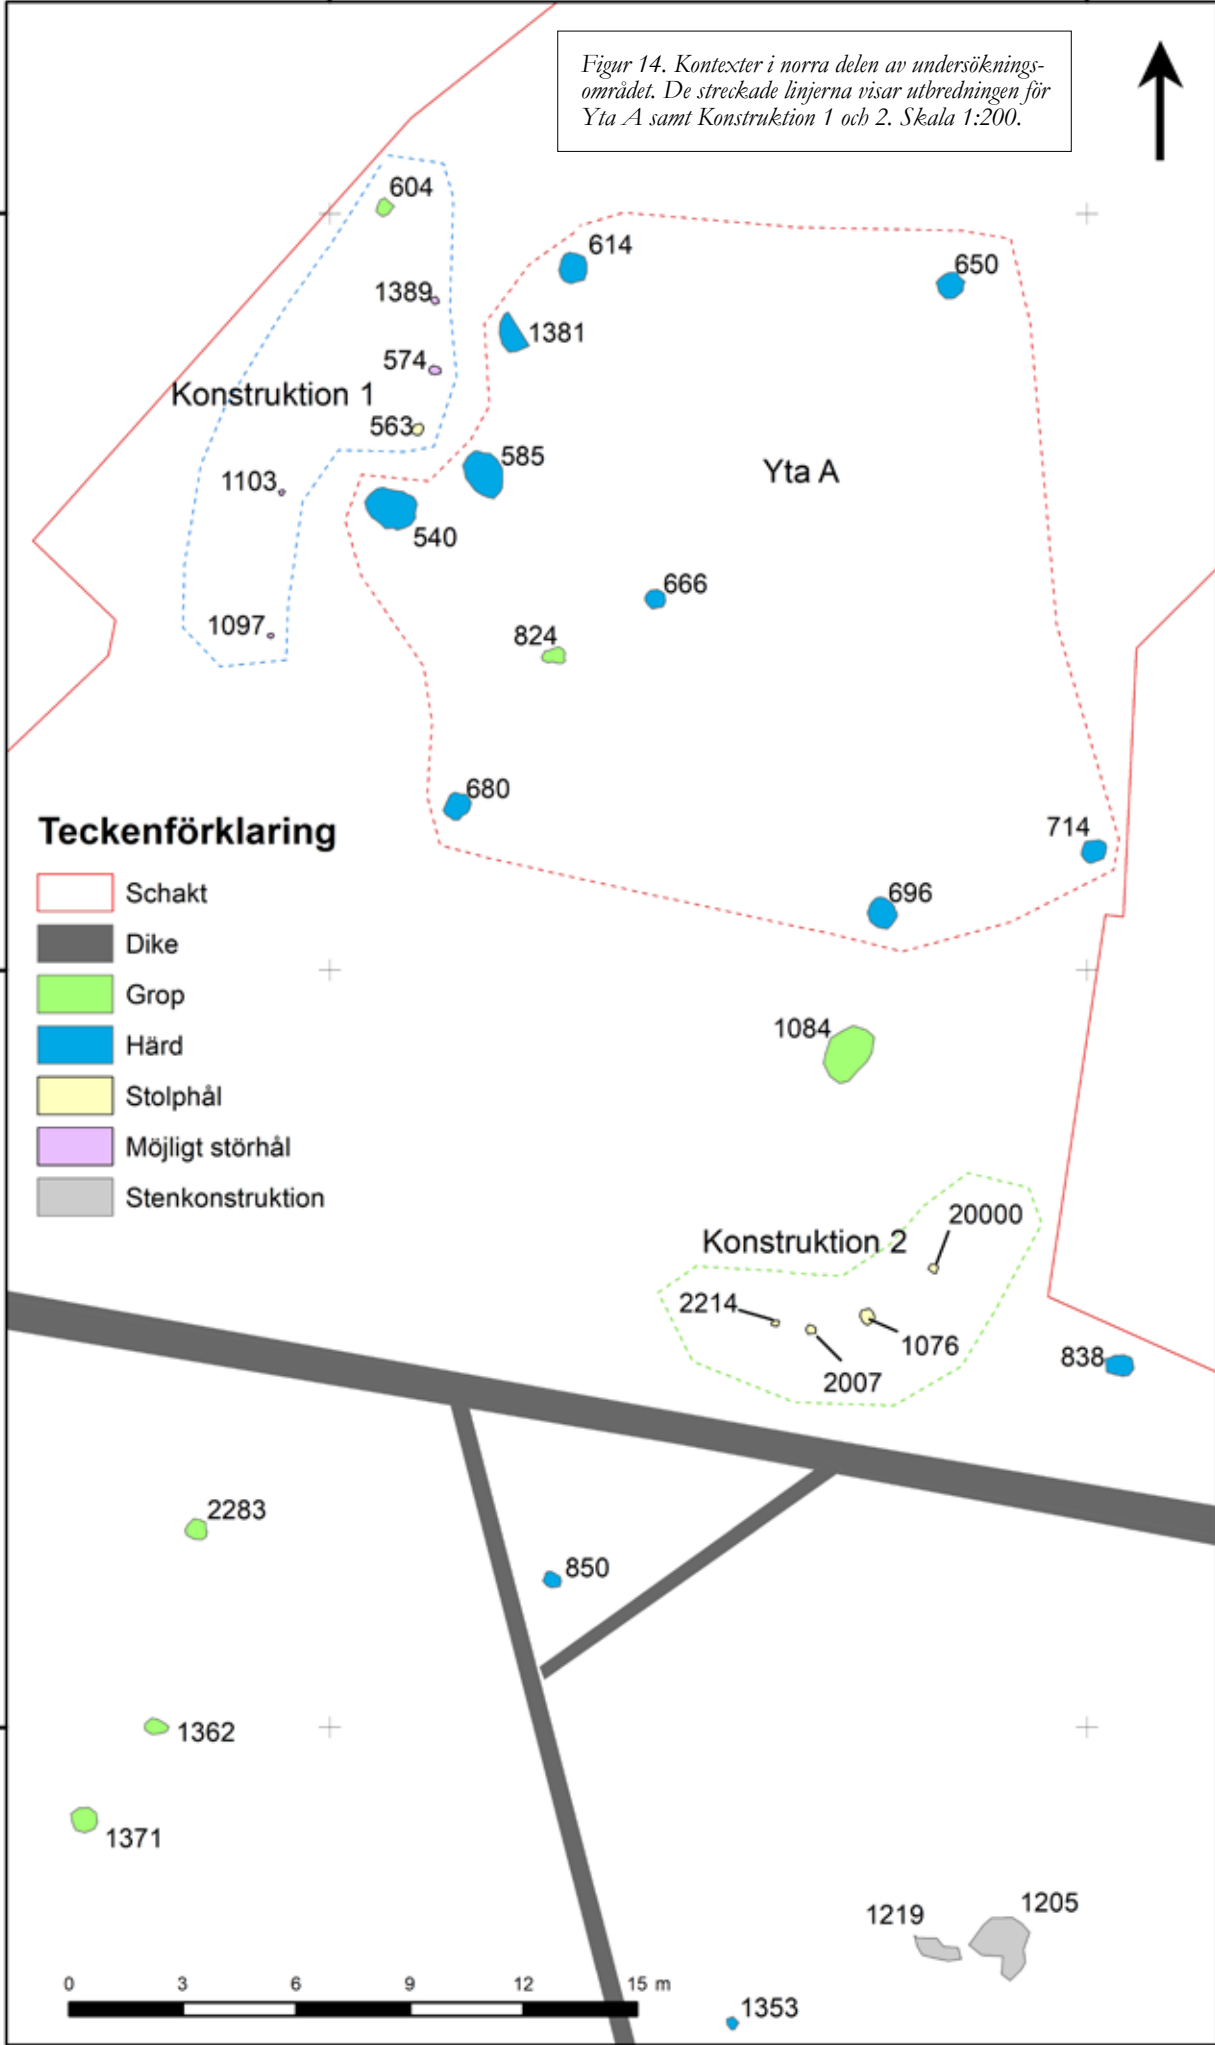 Figur 14. Kontexter i norra delen av undersöknings-
området. De streckade linjerna visar utbredningen för
Yta A samt Konstruktion 1 och 2. Skala 1:200.
604
614
650
1389
1381
574
Konstruktion 1
563
585
Yta A
1103
540
666
824
1097
680
714
696
Teckenförklaring
Schakt
Dike
Grop
Härd
Stolphål
Möjligt störhål
Stenkonstruktion
1084
20000
Konstruktion 2
2214
1076
838
2007
2283
850
1362
1371
1219
1205
0 3 6 9 12 15 m
1353